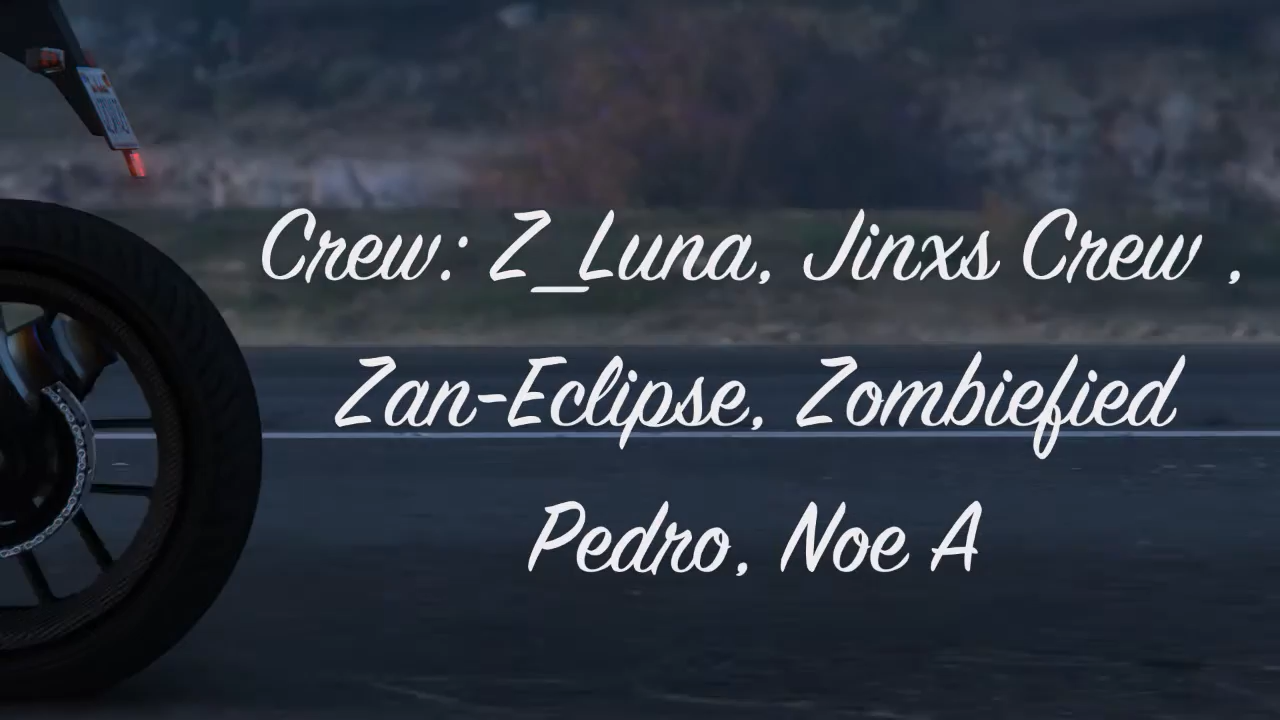 Crew: Z_Luna, Jinxs Crew ,
Zan-Eclipse, Zombiefied
Pedro, Noe A